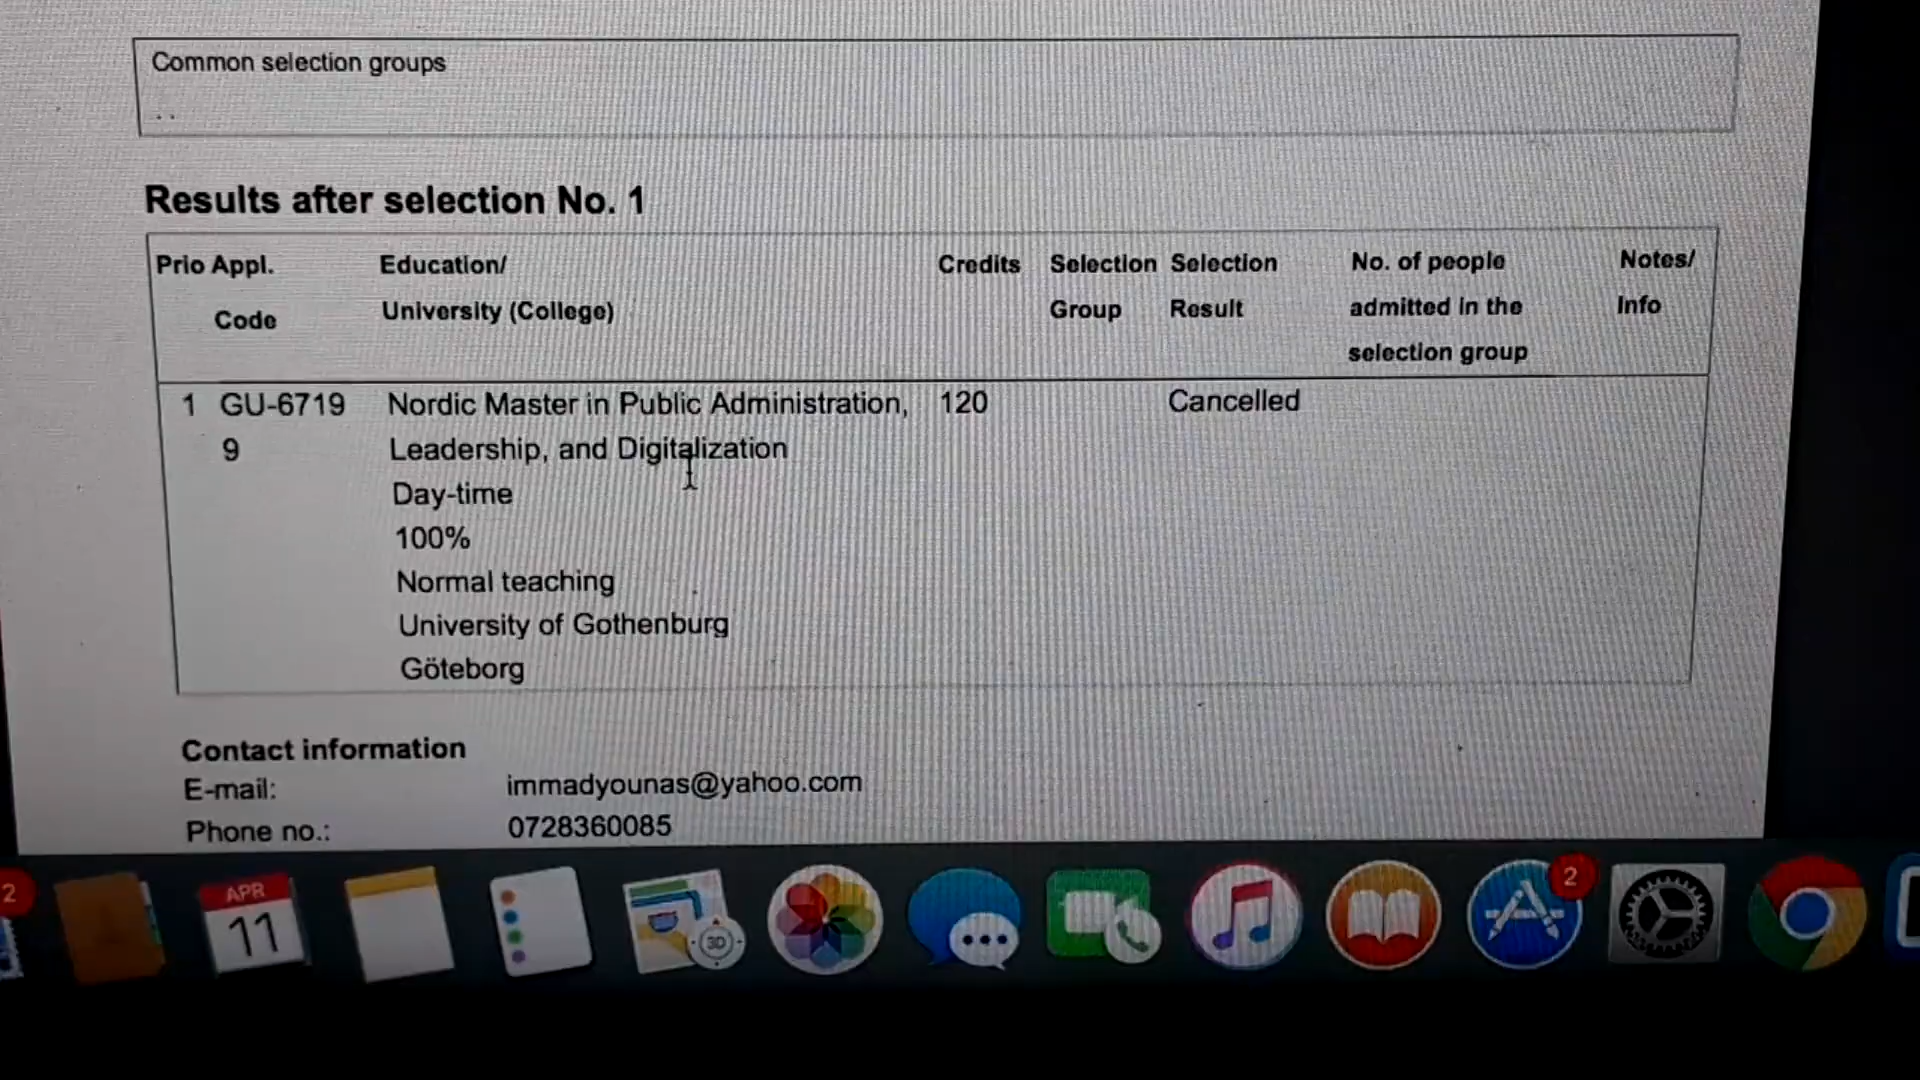 Common selection groups
. .
Results after selection No. 1
Prio Appl. Code Education/ University (College) Credits Selection Group Selection Result No. of people admitted in the selection group Notes/ Info
1 GU-6719 Nordic Master in Public Administration, 120 Cancelled
9 Leadership, and Digitalization
Day-time
100%
Normal teaching
University of Gothenburg
Göteborg
Contact information
E-mail: immadyounas@yahoo.com
Phone no.: 0728360085
2
APR
11
3D
2